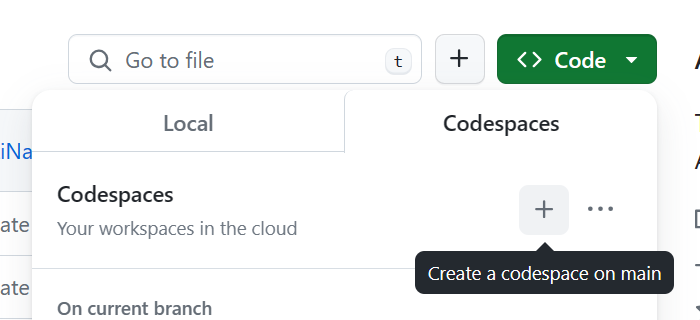 Go to file
t
Code
Local
Codespaces
iNa
Codespaces
Your workspaces in the cloud
ate
Create a codespace on main
ate
On current branch